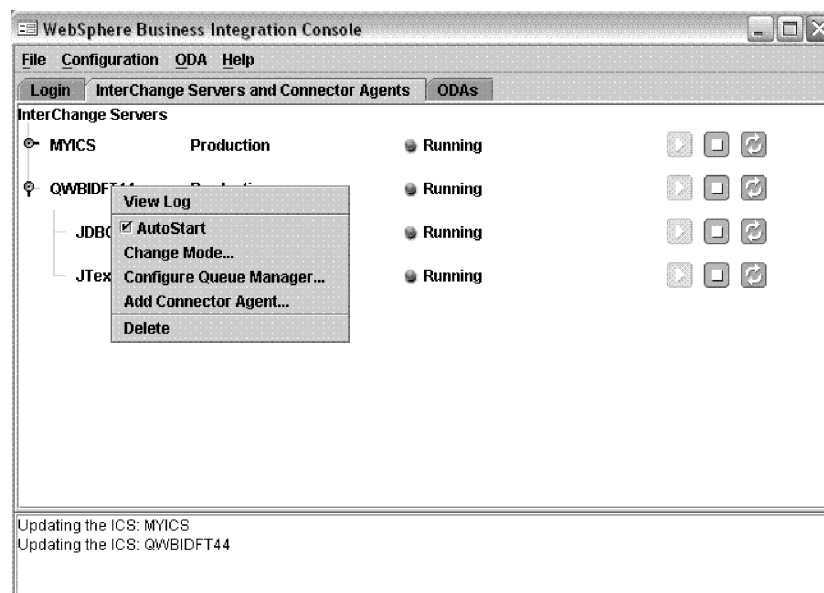 WebSphere Business Integration Console
File Configuration ODA Help
Login InterChange Servers and Connector Agents ODAs
InterChange Servers
MYICS Production Running
QWBIDFT44 Running
View Log
AutoStart
Running
Change Mode...
Configure Queue Manager...
Running
Add Connector Agent...
Delete
Updating the ICS: MYICS
Updating the ICS: QWBIDFT44